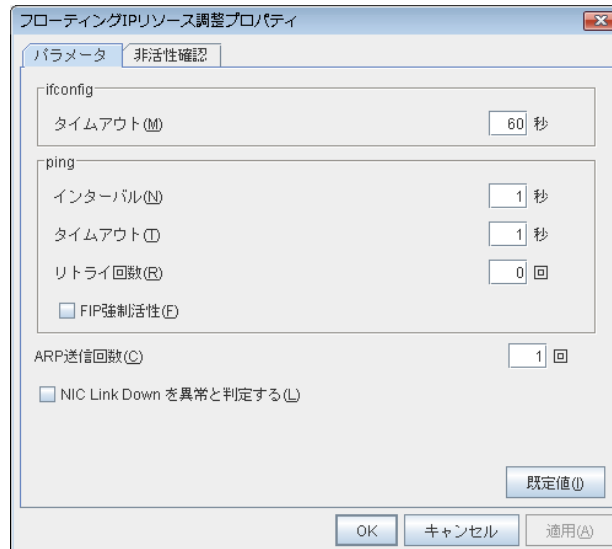 フローティングIPリソース調整プロパティ
パラメータ 非活性確認
ifconfig
タイムアウト(M) 60 秒
ping
インターバル(N) 1 秒
タイムアウト(T) 1 秒
リトライ回数(R) 0 回
FIP強制活性(F)
ARP送信回数(C) 1 回
NIC Link Down を異常と判定する(L)
既定値(I)
OK キャンセル 適用(A)